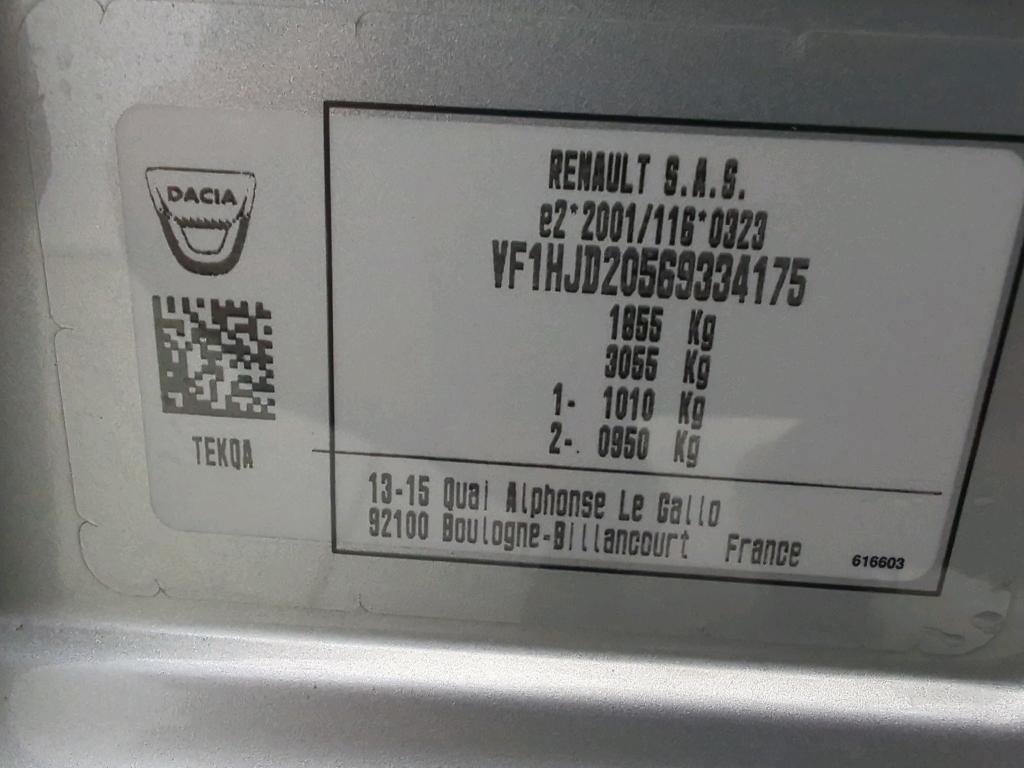 DACIA
TEKQA
RENAULT S.A.S.
e2*2001/116*0323
VF1HJD20569334175
1855 Kg
3055 Kg
1- 1010 Kg
2- 0950 Kg
13-15 Quai Alphonse Le Gallo
92100 Boulogne-Billancourt France
616603